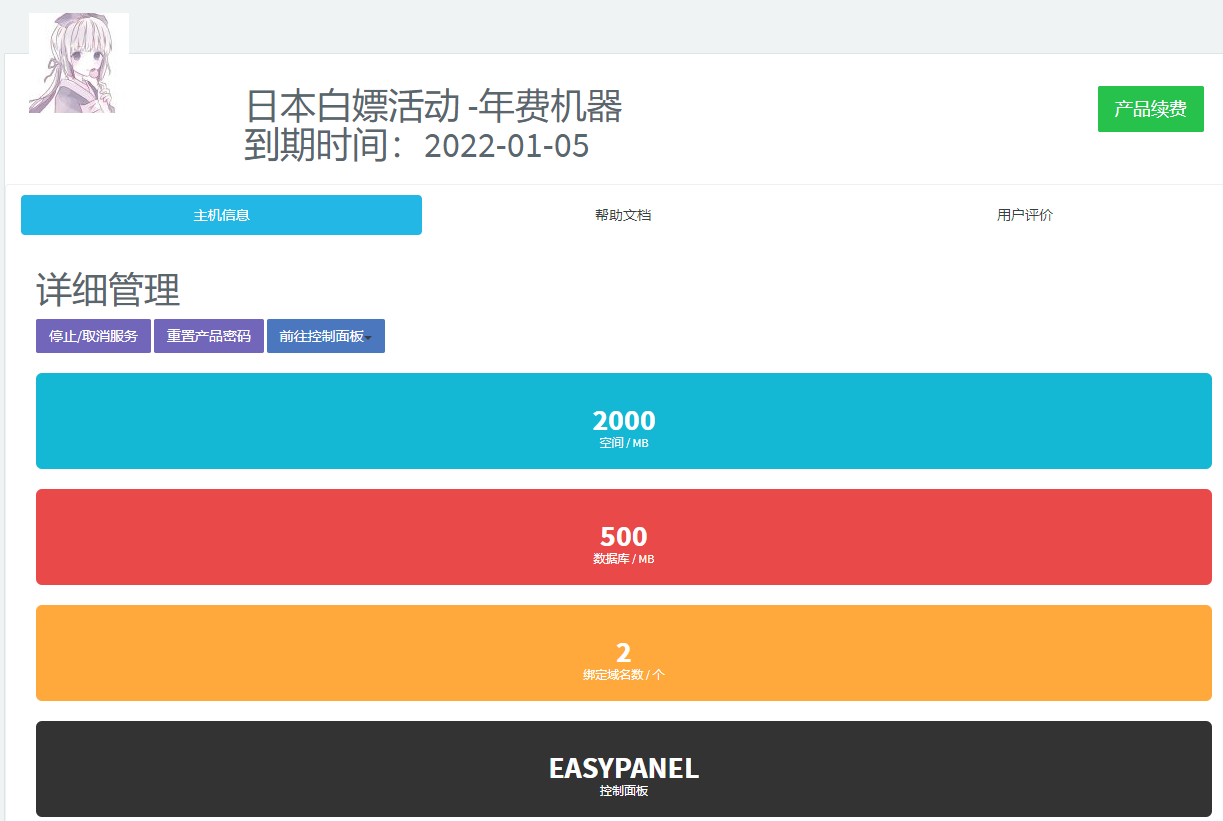 日本白嫖活动 -年费机器
到期时间：2022-01-05
产品续费
主机信息
帮助文档
用户评价
详细管理
停止/取消服务
重置产品密码
前往控制面板
2000
空间 / MB
500
数据库 / MB
2
绑定域名数 / 个
EASYPANEL
控制面板